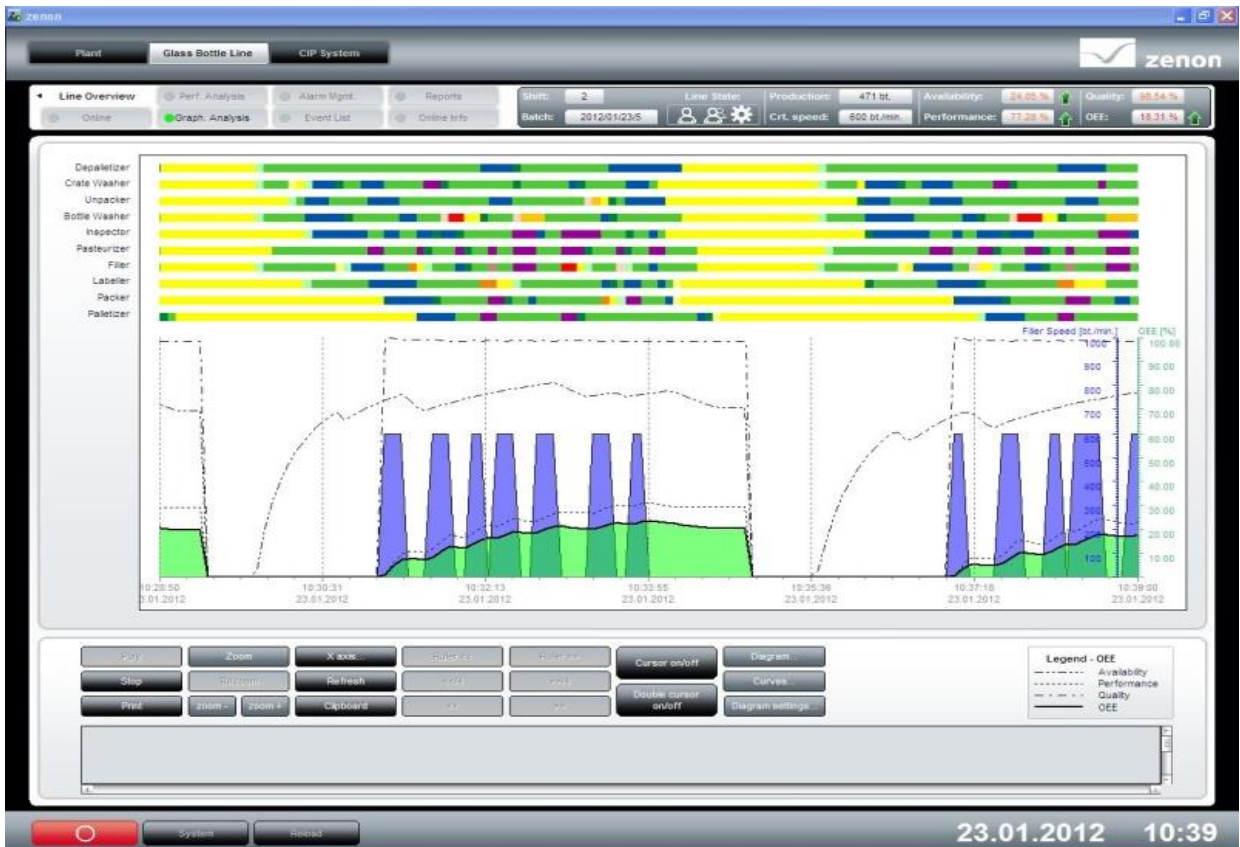 zenon
Plant Glass Bottle Line CIP System
zenon
Line Overview Perf. Analysis Alarm Mgmt. Reports Shift: 2 Line State: Production: 471 bt. Availability: 24.05 % Quality: 98.54 %
Online Graph. Analysis Event List Online Info Batch: 2012/01/23/5 Crt. speed: 600 bt./min. Performance: 77.28 % OEE: 18.31 %
Depalletizer
Crate Washer
Unpacker
Bottle Washer
Inspector
Pasteurizer
Filler
Labeller
Packer
Palletizer
Filler Speed [bt./min.] OEE [%]
1000 100.00
900 90.00
800 80.00
700 70.00
600 60.00
500 50.00
400 40.00
300 30.00
200 20.00
100 10.00
10:28:50 10:30:31 10:32:13 10:33:55 10:35:36 10:37:18 10:39:00
23.01.2012 23.01.2012 23.01.2012 23.01.2012 23.01.2012 23.01.2012
Zoom X axis... Cursor on/off Diagram...
Stop Refresh Curves...
Print zoom - zoom + Clipboard << >> Double cursor on/off Diagram settings...
Legend - OEE
Availability
Performance
Quality
OEE
System Reload
23.01.2012 10:39